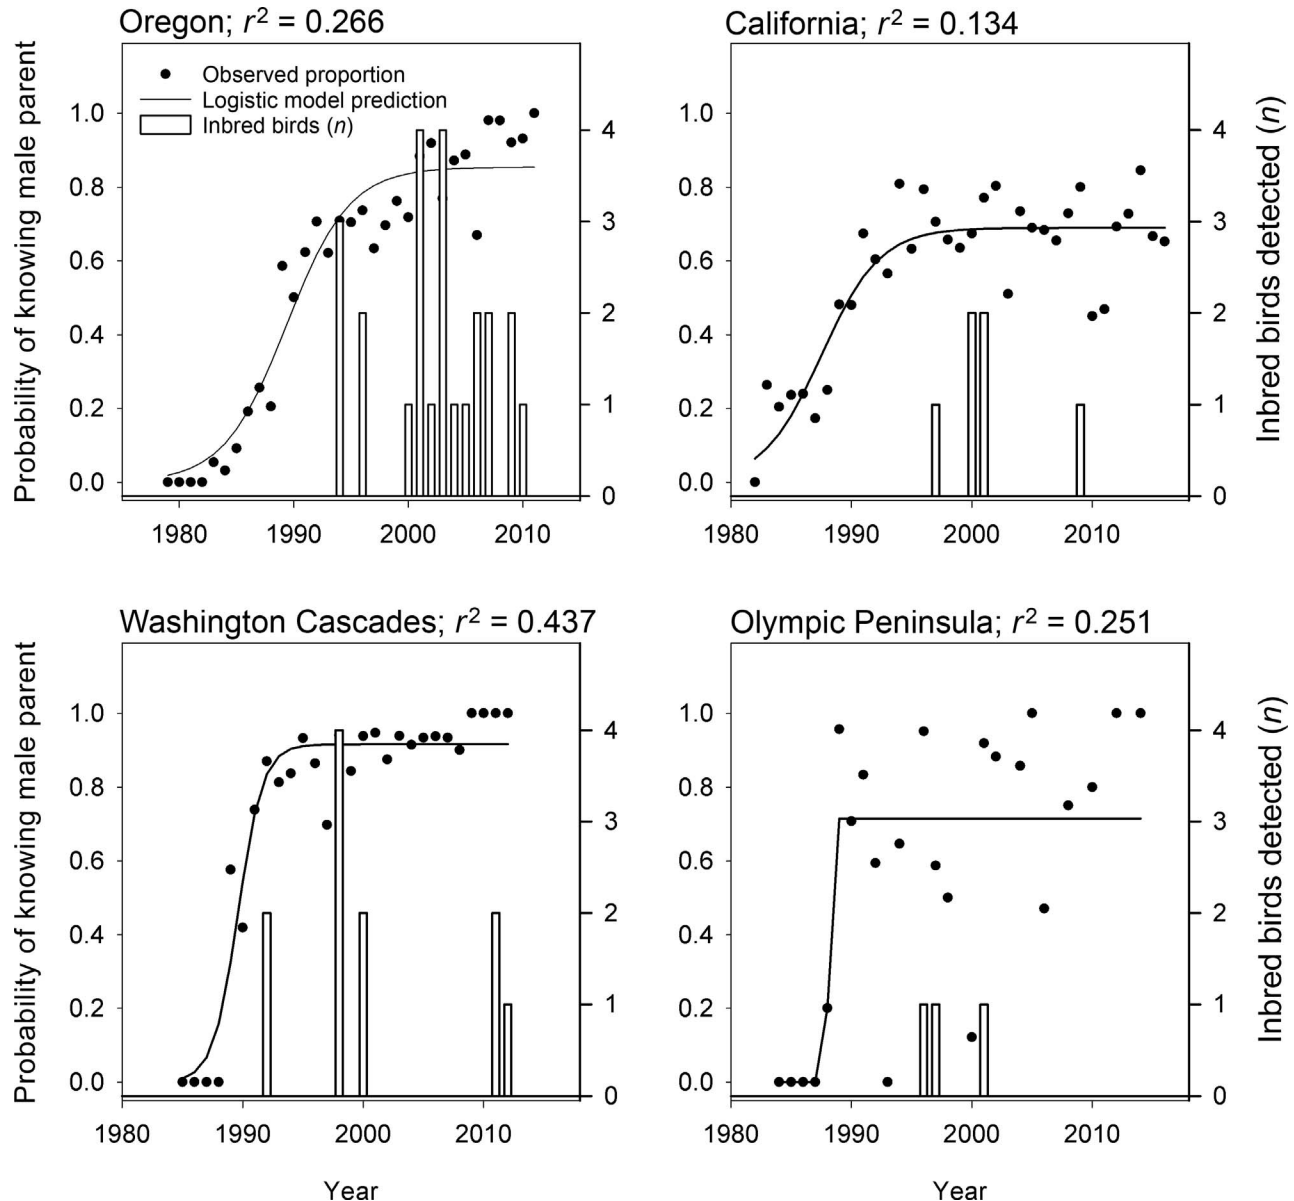 Oregon; r² = 0.266
Probability of knowing male parent
Observed proportion
Logistic model prediction
Inbred birds (n)
1.0
0.8
0.6
0.4
0.2
0.0
4
3
2
1
0
1980 1990 2000 2010
California; r² = 0.134
1.0
0.8
0.6
0.4
0.2
0.0
4
3
2
1
0
Inbred birds detected (n)
1980 1990 2000 2010
Washington Cascades; r² = 0.437
Probability of knowing male parent
1.0
0.8
0.6
0.4
0.2
0.0
4
3
2
1
0
1980 1990 2000 2010
Year
Olympic Peninsula; r² = 0.251
1.0
0.8
0.6
0.4
0.2
0.0
4
3
2
1
0
Inbred birds detected (n)
1980 1990 2000 2010
Year